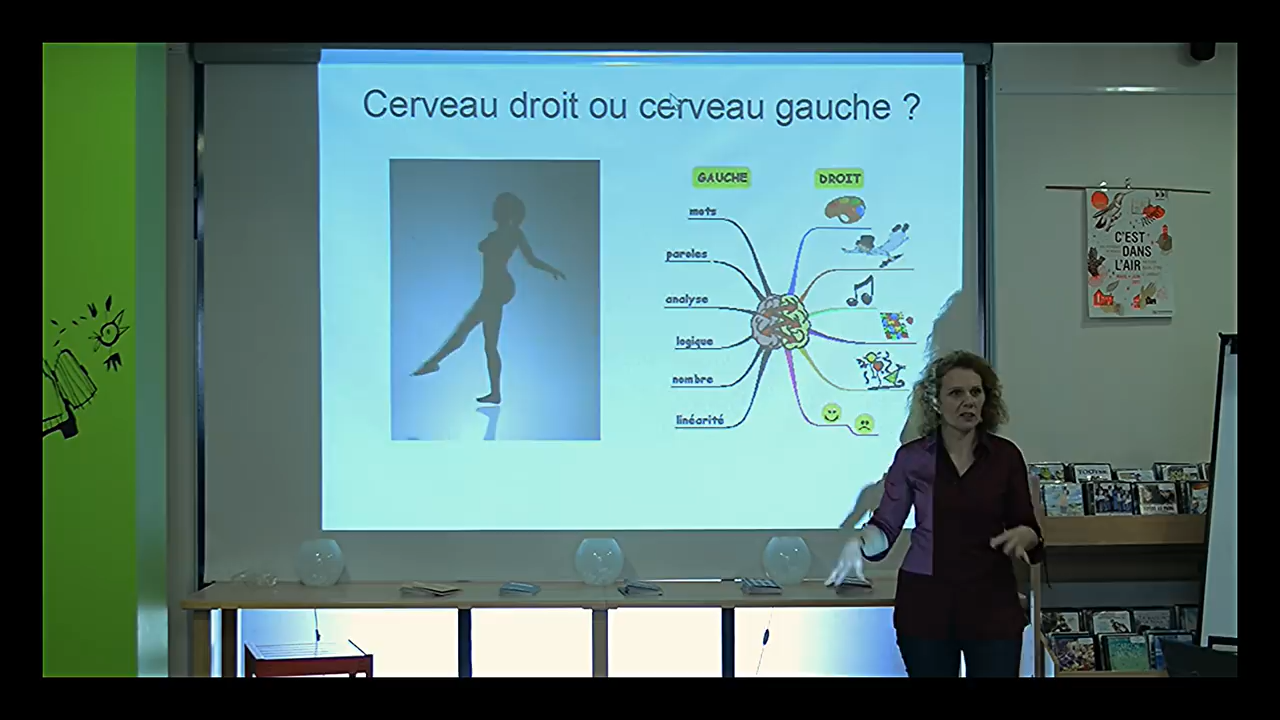 Cerveau droit ou cerveau gauche ?
GAUCHE
DROIT
mots
paroles
analyse
logique
nombre
linéarité
C'EST
DANS
L'AIR